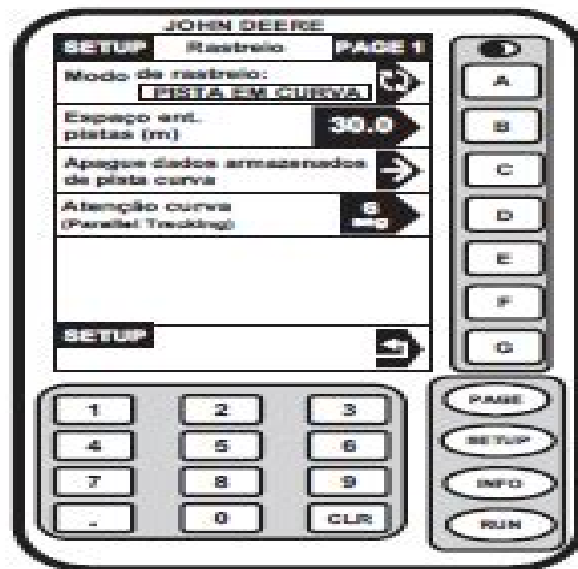 JOHN DEERE
SETUP Rastreio PAGE 1
Modo de rastreio:
PISTA EM CURVA
Espaço ent. 30.0
pistas (m)
Apague dados armazenados
de pista curva
Atenção curva
(Parallel Tracking)
SETUP
A
B
C
D
E
F
G
PAGE
SETUP
INFO
RUN
1 2 3
4 5 6
7 8 9
. 0 CLR